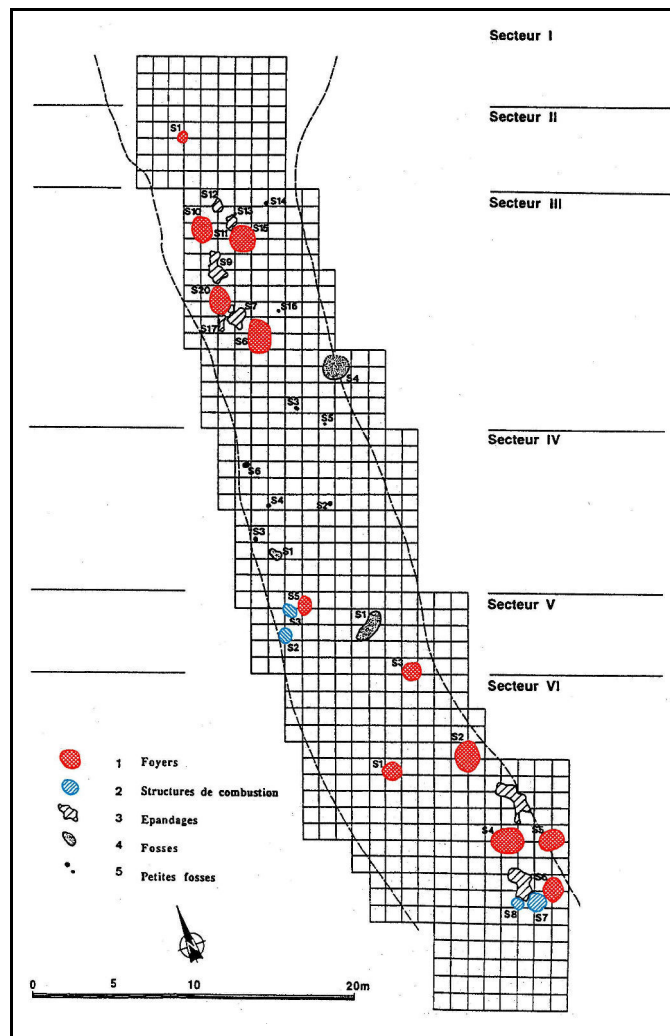 Secteur I
Secteur II
S1
Secteur III
S12
S14
S10
S13
S11
S15
S9
S20
S7
S16
S17
S6
S4
S3
S5
Secteur IV
S6
S4
S2
S3
S1
Secteur V
S5
S1
S3
S2
S3
Secteur VI
S2
S1
S4
S5
S6
S8
S7
1 Foyers
2 Structures de combustion
3 Epandages
4 Fosses
5 Petites fosses
0 5 10 20m